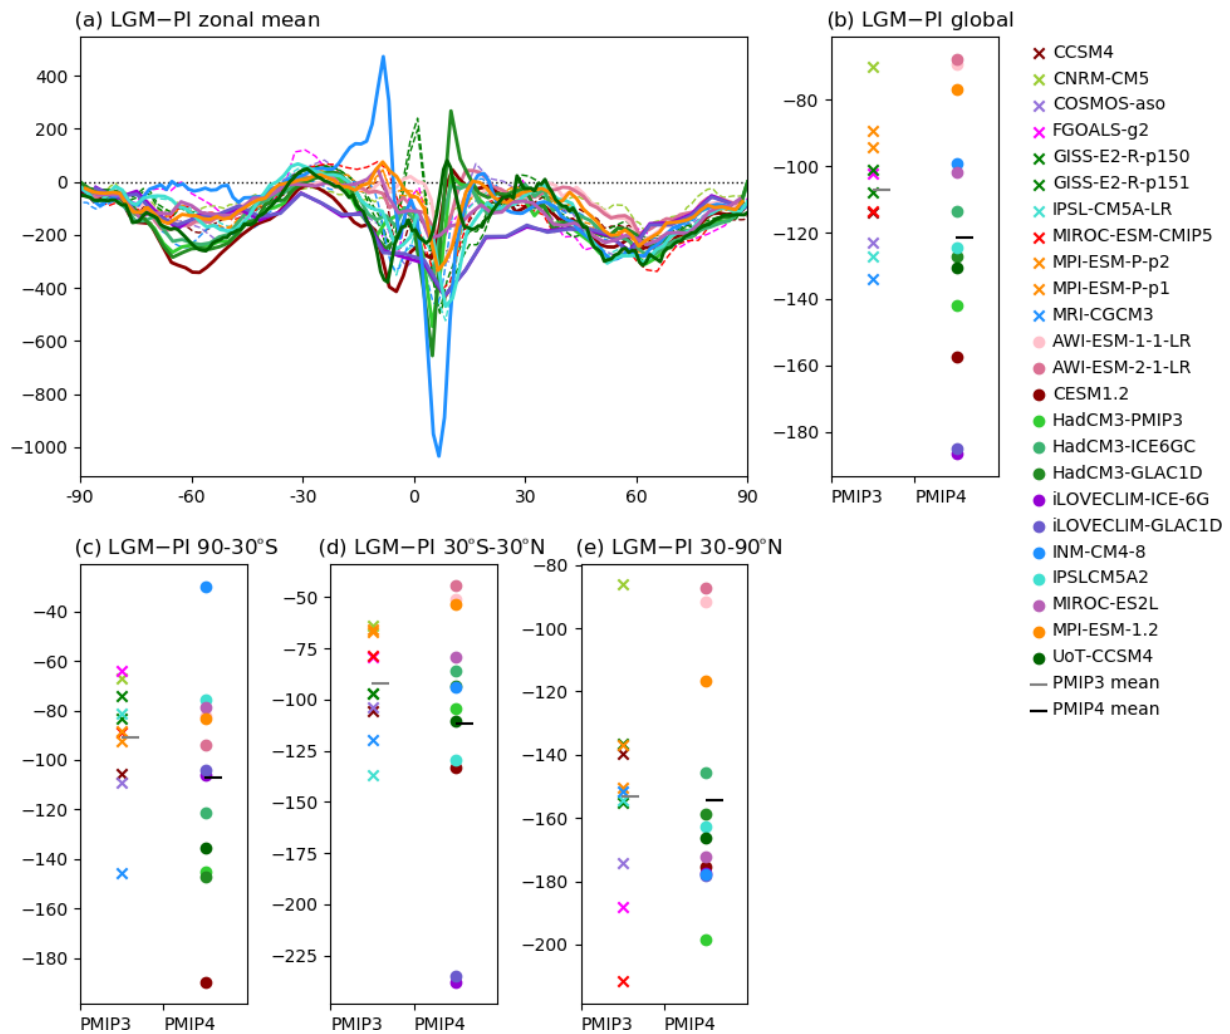 (a) LGM−PI zonal mean
400
200
0
−200
−400
−600
−800
−1000
-90
-60
-30
0
30
60
90
(b) LGM−PI global
−80
−100
−120
−140
−160
−180
PMIP3
PMIP4
CCSM4
CNRM-CM5
COSMOS-aso
FGOALS-g2
GISS-E2-R-p150
GISS-E2-R-p151
IPSL-CM5A-LR
MIROC-ESM-CMIP5
MPI-ESM-P-p2
MPI-ESM-P-p1
MRI-CGCM3
AWI-ESM-1-1-LR
AWI-ESM-2-1-LR
CESM1.2
HadCM3-PMIP3
HadCM3-ICE6GC
HadCM3-GLAC1D
iLOVECLIM-ICE-6G
iLOVECLIM-GLAC1D
INM-CM4-8
IPSLCM5A2
MIROC-ES2L
MPI-ESM-1.2
UoT-CCSM4
PMIP3 mean
PMIP4 mean
(c) LGM−PI 90-30°S
−40
−60
−80
−100
−120
−140
−160
−180
PMIP3
PMIP4
(d) LGM−PI 30°S-30°N
−50
−75
−100
−125
−150
−175
−200
−225
PMIP3
PMIP4
(e) LGM−PI 30-90°N
−80
−100
−120
−140
−160
−180
−200
PMIP3
PMIP4